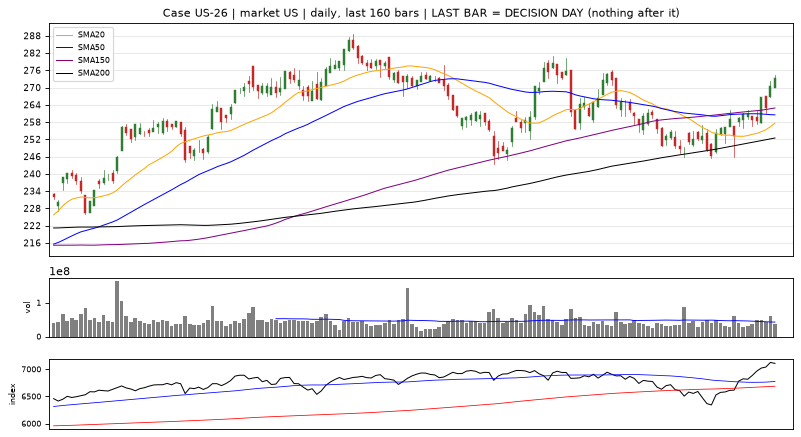 Case US-26 | market US | daily, last 160 bars | LAST BAR = DECISION DAY (nothing after it)
SMA20
SMA50
SMA150
SMA200
288
282
276
270
264
258
252
246
240
234
228
222
216
1e8
vol
1
0
index
7000
6500
6000